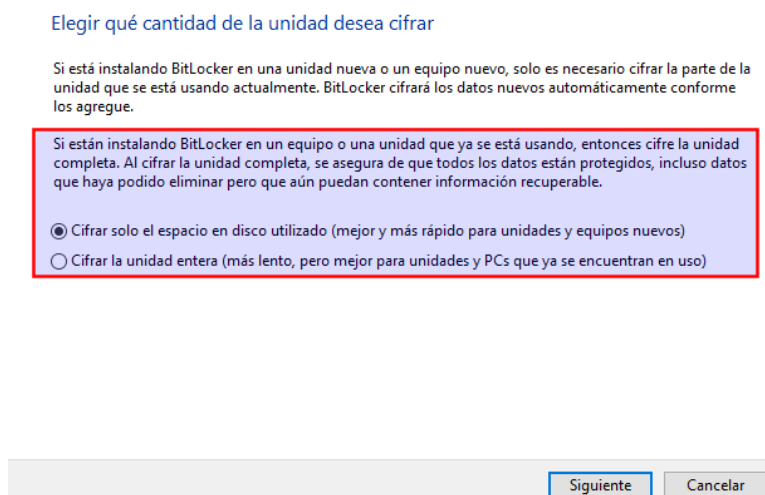 Elegir qué cantidad de la unidad desea cifrar
Si está instalando BitLocker en una unidad nueva o un equipo nuevo, solo es necesario cifrar la parte de la
unidad que se está usando actualmente. BitLocker cifrará los datos nuevos automáticamente conforme
los agregue.
Si están instalando BitLocker en un equipo o una unidad que ya se está usando, entonces cifre la unidad
completa. Al cifrar la unidad completa, se asegura de que todos los datos están protegidos, incluso datos
que haya podido eliminar pero que aún puedan contener información recuperable.
Cifrar solo el espacio en disco utilizado (mejor y más rápido para unidades y equipos nuevos)
Cifrar la unidad entera (más lento, pero mejor para unidades y PCs que ya se encuentran en uso)
Siguiente Cancelar